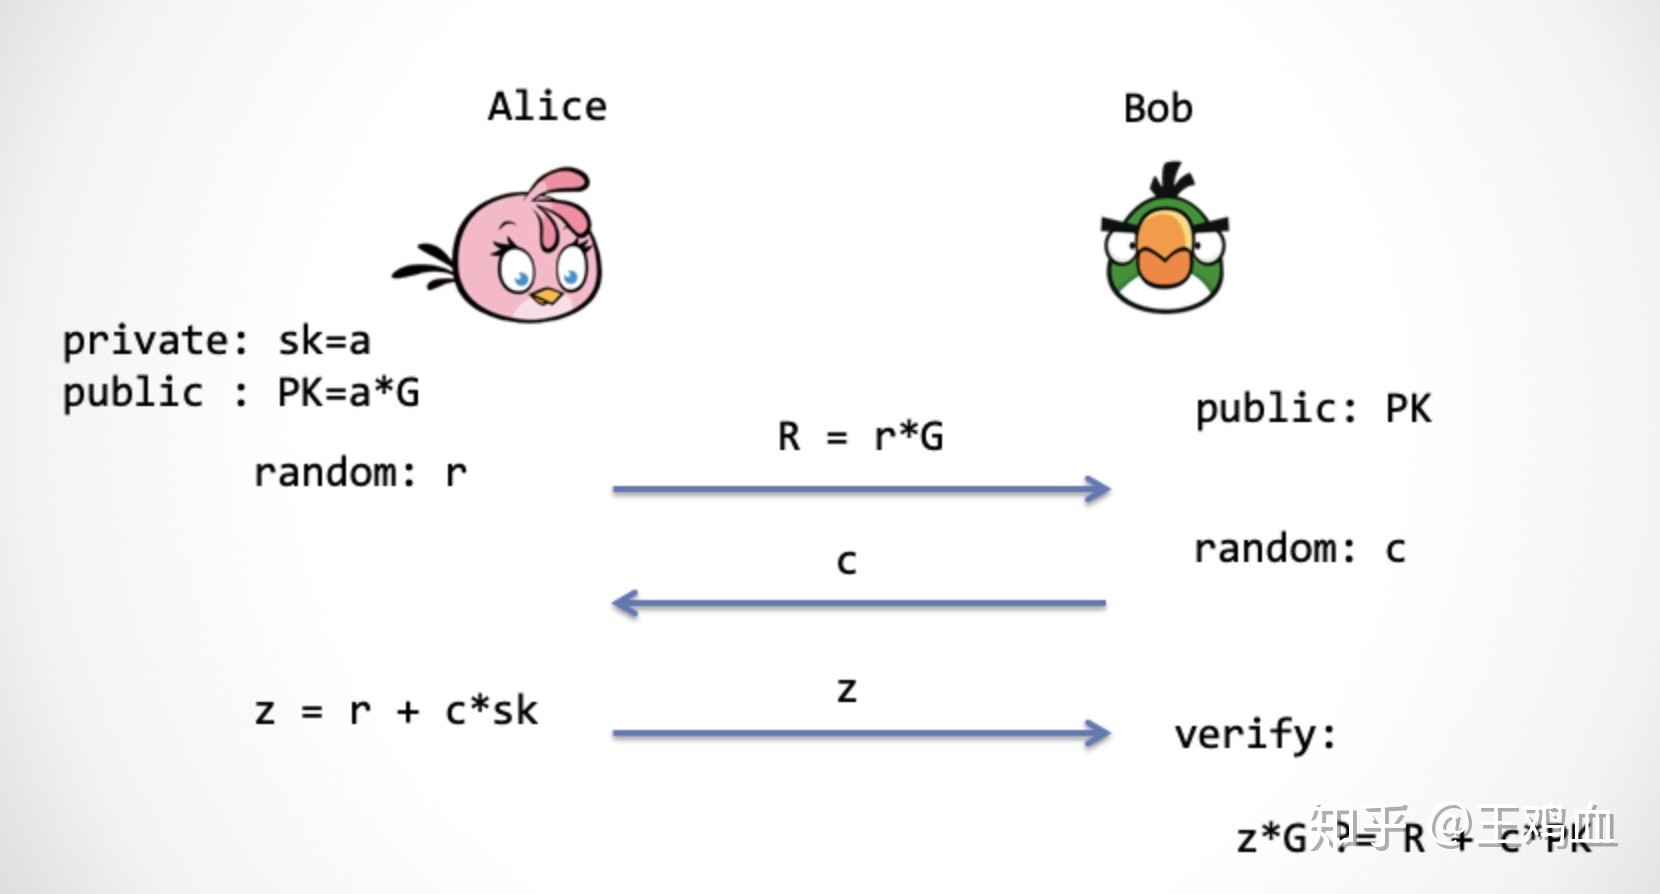 Alice
Bob
private: sk=a
public : PK=a*G
public: PK
R = r*G
random: r
random: c
c
z
z = r + c*sk
verify:
z*G ?= R + c*PK
知乎 @王鸡血